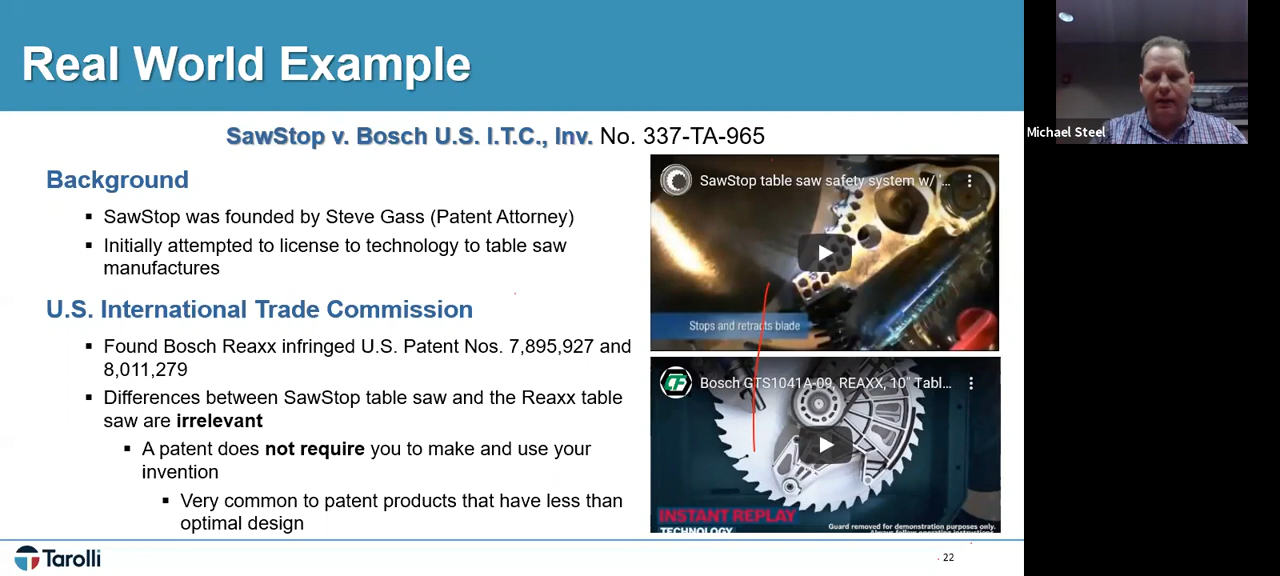 Real World Example
Michael Steel
SawStop v. Bosch U.S. I.T.C., Inv. No. 337-TA-965
Background
▪ SawStop was founded by Steve Gass (Patent Attorney)
▪ Initially attempted to license to technology to table saw
manufactures
U.S. International Trade Commission
▪ Found Bosch Reaxx infringed U.S. Patent Nos. 7,895,927 and
8,011,279
▪ Differences between SawStop table saw and the Reaxx table
saw are irrelevant
▪ A patent does not require you to make and use your
invention
▪ Very common to patent products that have less than
optimal design
SawStop table saw safety system w/ '...
Stops and retracts blade
Bosch GTS1041A-09, REAXX, 10" Tabl...
INSTANT REPLAY
TECHNOLOGY
Guard removed for demonstration purposes only.
Always follow operating instructions.
Tarolli
22